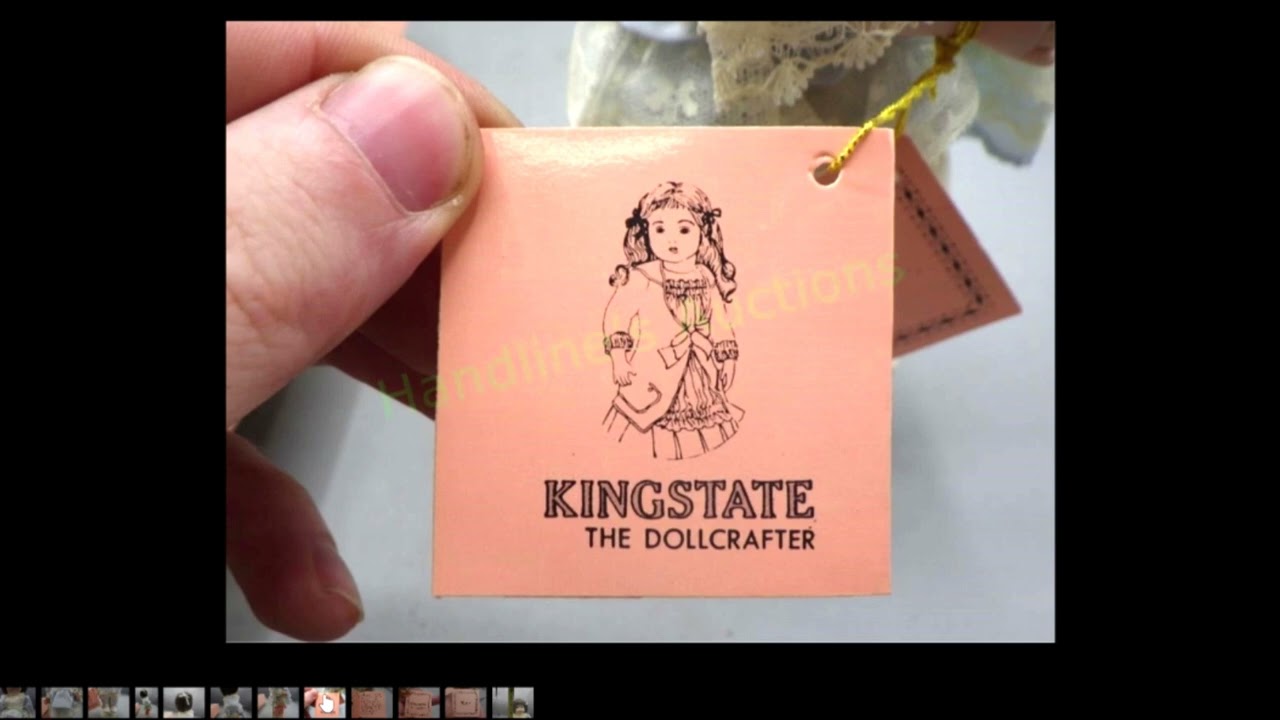 Handline's Auctions
KINGSTATE
THE DOLLCRAFTER